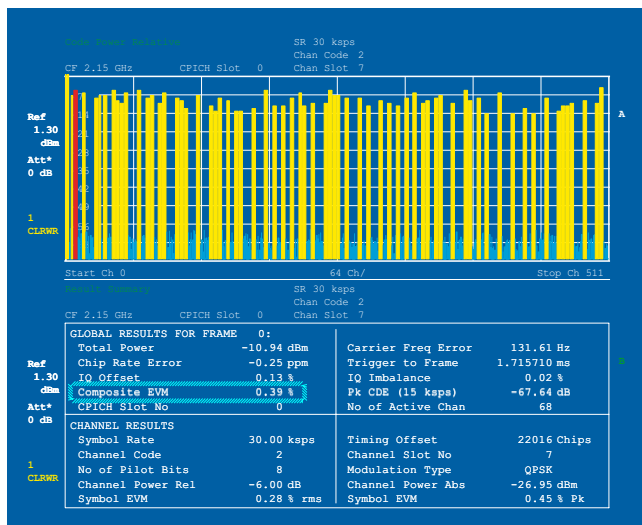 Code Power Relative SR 30 ksps
Chan Code 2
CF 2.15 GHz CPICH Slot 0 Chan Slot 7
Ref
1.30
dBm
Att*
0 dB
1
CLRWR
A
Start Ch 0 64 Ch/ Stop Ch 511
Result Summary SR 30 ksps
Chan Code 2
CF 2.15 GHz CPICH Slot 0 Chan Slot 7
GLOBAL RESULTS FOR FRAME 0:
Total Power -10.94 dBm Carrier Freq Error 131.61 Hz
Chip Rate Error -0.25 ppm Trigger to Frame 1.715710 ms
IQ Offset 0.13 % IQ Imbalance 0.02 %
Composite EVM 0.39 % Pk CDE (15 ksps) -67.64 dB
CPICH Slot No 0 No of Active Chan 68
CHANNEL RESULTS
Symbol Rate 30.00 ksps Timing Offset 22016 Chips
Channel Code 2 Channel Slot No 7
No of Pilot Bits 8 Modulation Type QPSK
Channel Power Rel -6.00 dB Channel Power Abs -26.95 dBm
Symbol EVM 0.28 % rms Symbol EVM 0.45 % Pk
Ref
1.30
dBm
Att*
0 dB
1
CLRWR
B